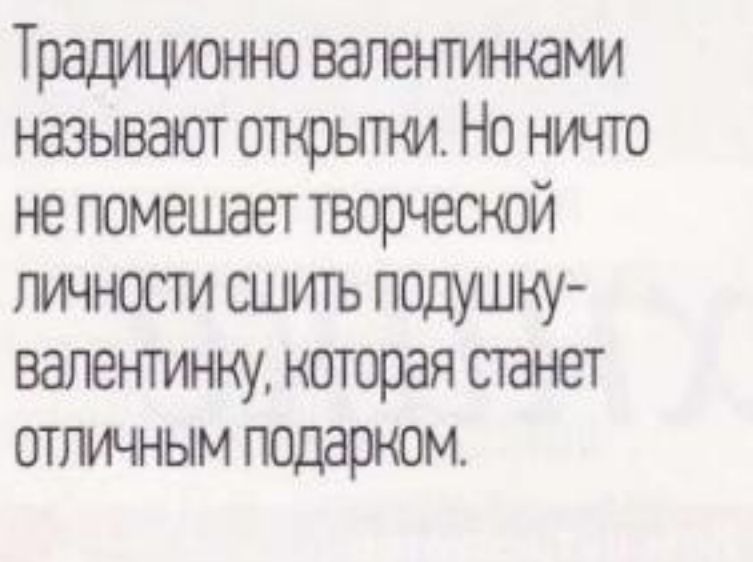 Традиционно валентинками
называют открытки. Но ничто
не помешает творческой
личности сшить подушку-
валентинку, которая станет
отличным подарком.